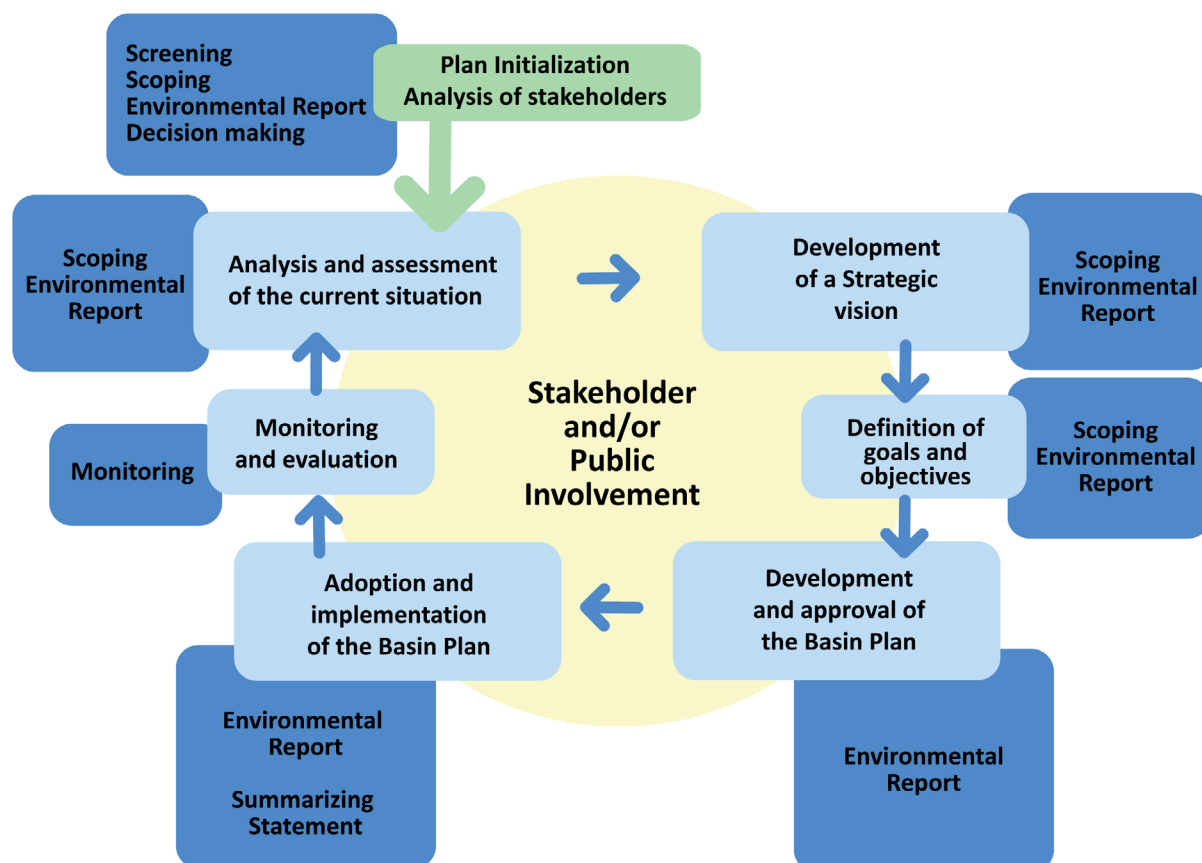 Screening
Scoping
Environmental Report
Decision making
Plan Initialization
Analysis of stakeholders
Scoping
Environmental
Report
Analysis and assessment
of the current situation
Development
of a Strategic
vision
Scoping
Environmental
Report
Stakeholder
and/or
Public
Involvement
Monitoring
Monitoring
and evaluation
Definition of
goals and
objectives
Scoping
Environmental
Report
Adoption and
implementation
of the Basin Plan
Development
and approval of
the Basin Plan
Environmental
Report
Summarizing
Statement
Environmental
Report